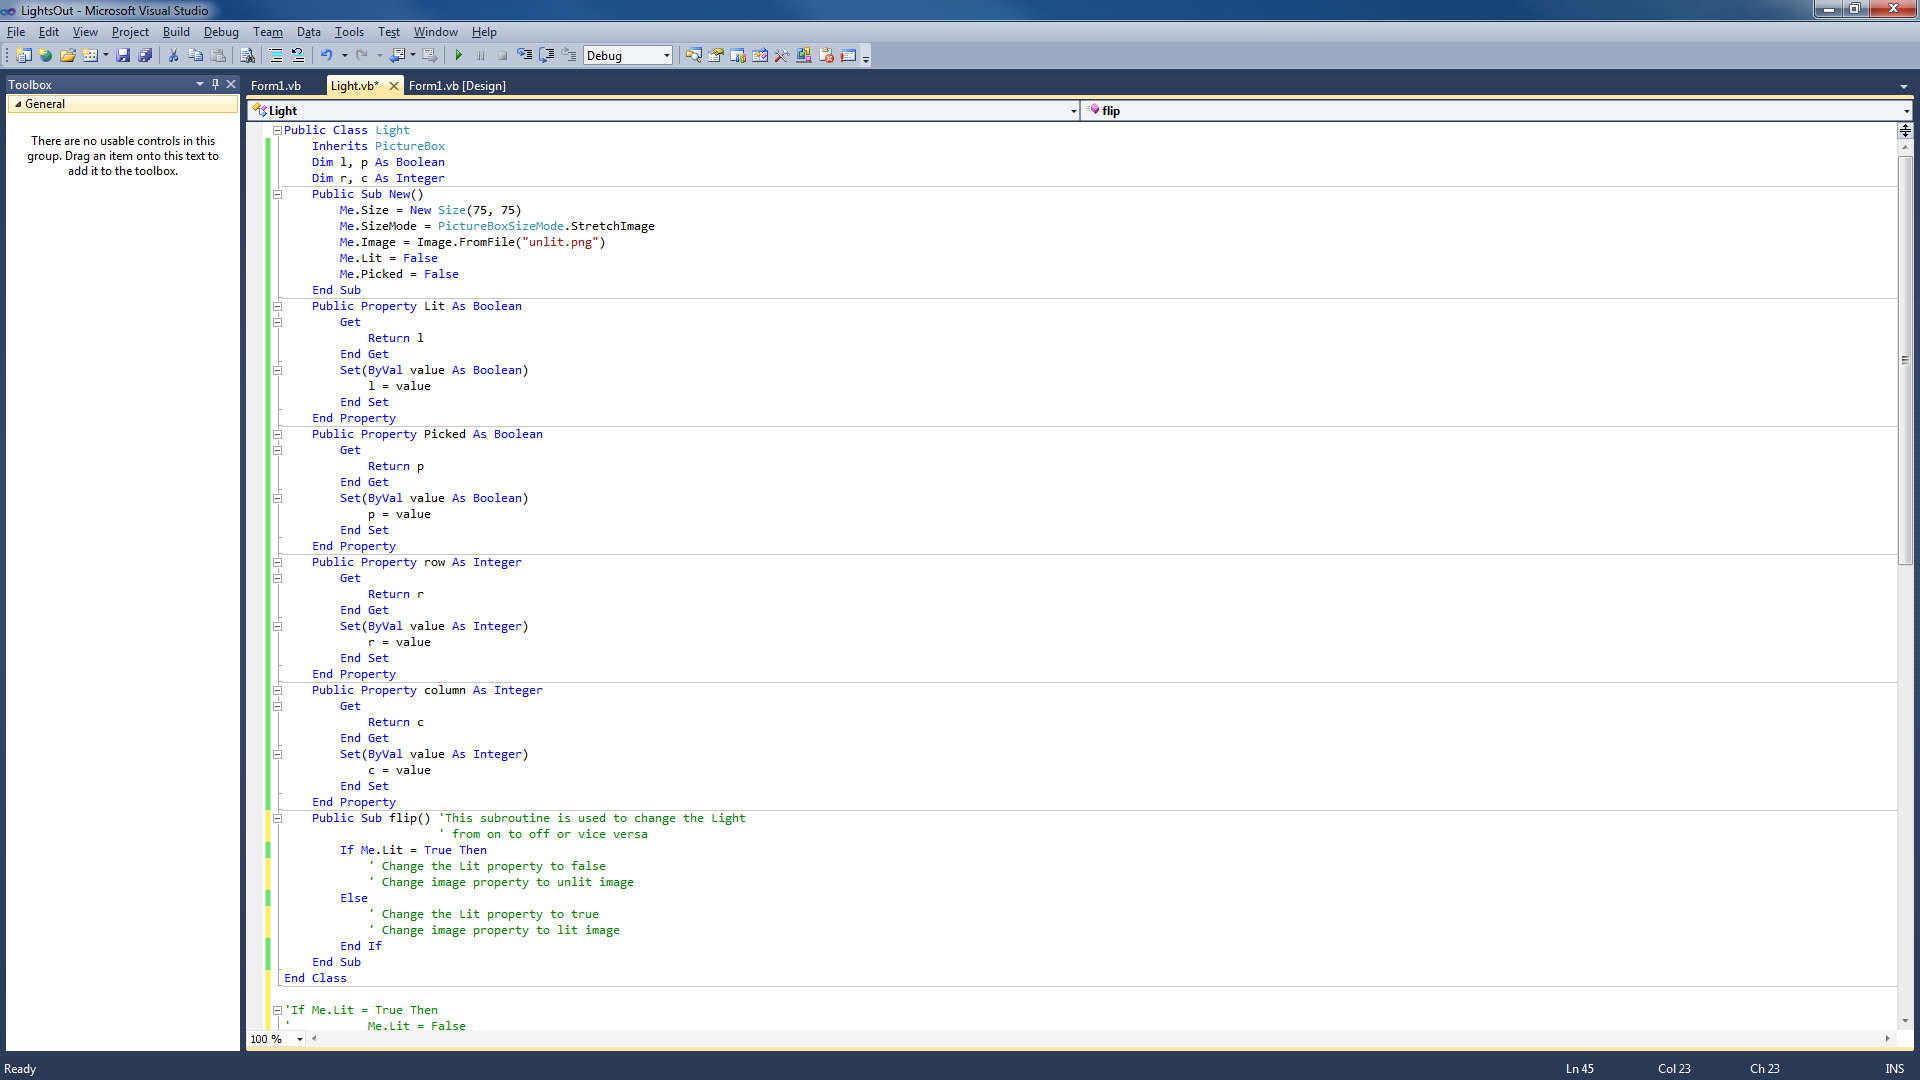 LightsOut - Microsoft Visual Studio
File Edit View Project Build Debug Team Data Tools Test Window Help
Debug
Toolbox
General
There are no usable controls in this
group. Drag an item onto this text to
add it to the toolbox.
Form1.vb Light.vb* Form1.vb [Design]
Light flip
Public Class Light
    Inherits PictureBox
    Dim l, p As Boolean
    Dim r, c As Integer
    Public Sub New()
        Me.Size = New Size(75, 75)
        Me.SizeMode = PictureBoxSizeMode.StretchImage
        Me.Image = Image.FromFile("unlit.png")
        Me.Lit = False
        Me.Picked = False
    End Sub
    Public Property Lit As Boolean
        Get
            Return l
        End Get
        Set(ByVal value As Boolean)
            l = value
        End Set
    End Property
    Public Property Picked As Boolean
        Get
            Return p
        End Get
        Set(ByVal value As Boolean)
            p = value
        End Set
    End Property
    Public Property row As Integer
        Get
            Return r
        End Get
        Set(ByVal value As Integer)
            r = value
        End Set
    End Property
    Public Property column As Integer
        Get
            Return c
        End Get
        Set(ByVal value As Integer)
            c = value
        End Set
    End Property
    Public Sub flip() 'This subroutine is used to change the Light
                      ' from on to off or vice versa
        If Me.Lit = True Then
            ' Change the Lit property to false
            ' Change image property to unlit image
        Else
            ' Change the Lit property to true
            ' Change image property to lit image
        End If
    End Sub
End Class
'If Me.Lit = True Then
'           Me.Lit = False
100 %
Ready Ln 45 Col 23 Ch 23 INS